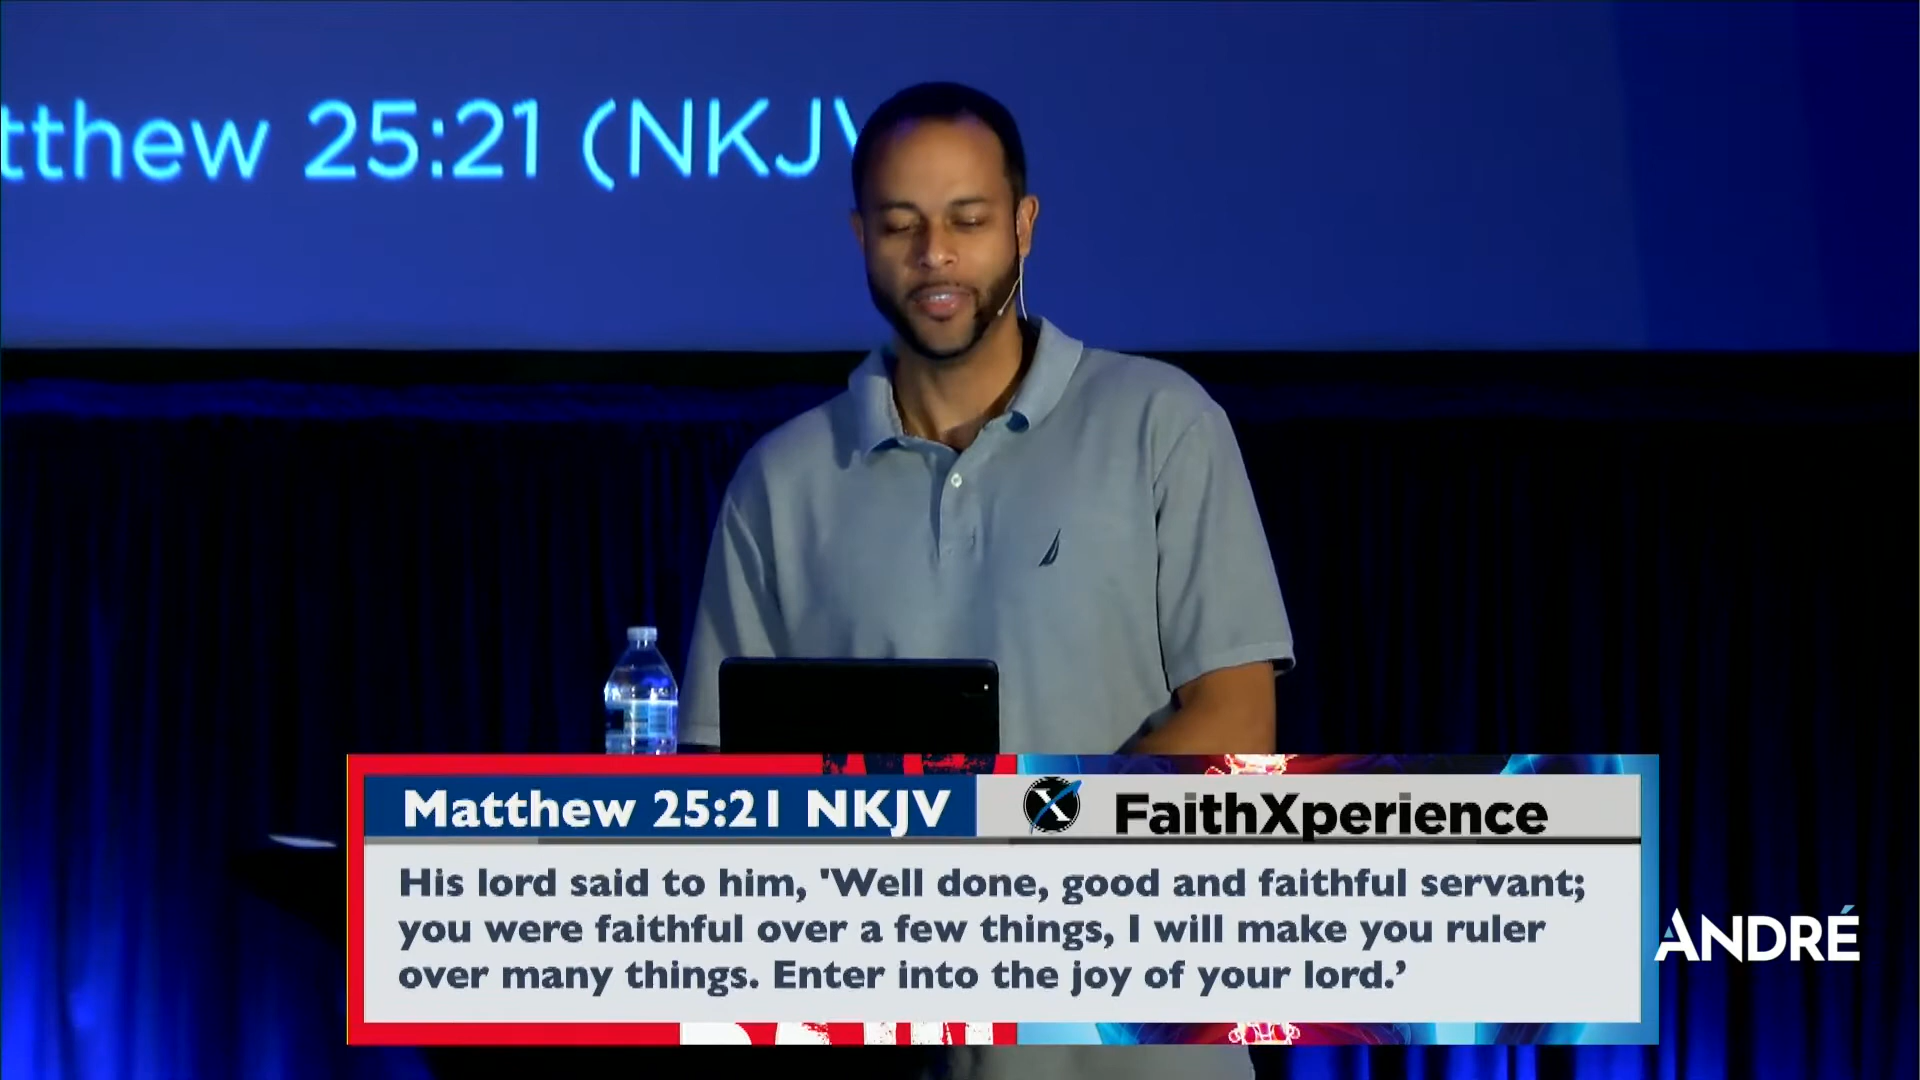 tthew 25:21 (NKJV
Matthew 25:21 NKJV
X FaithXperience
His lord said to him, 'Well done, good and faithful servant;
you were faithful over a few things, I will make you ruler
over many things. Enter into the joy of your lord.’
ANDRÉ